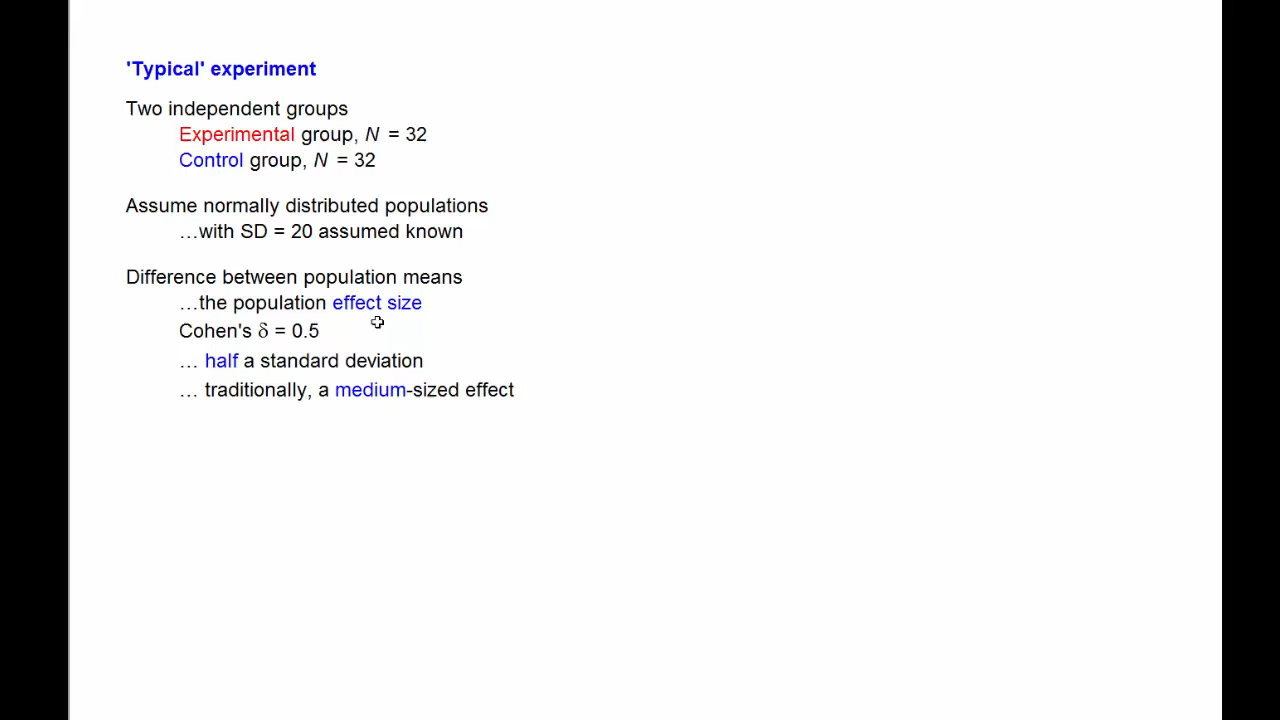 'Typical' experiment
Two independent groups
Experimental group, N = 32
Control group, N = 32
Assume normally distributed populations
…with SD = 20 assumed known
Difference between population means
…the population effect size
Cohen's δ = 0.5
… half a standard deviation
… traditionally, a medium-sized effect